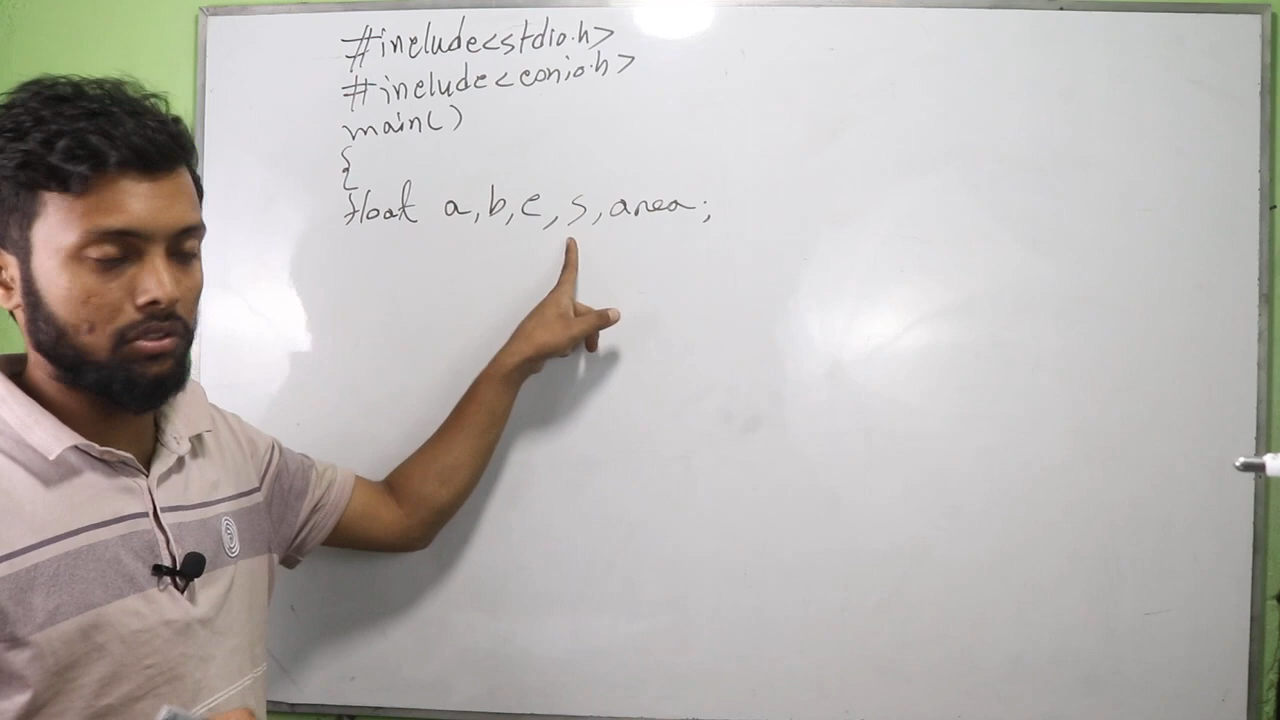 #include<stdio.h>
#include<conio.h>
main()
{
float a,b,c,s,area;